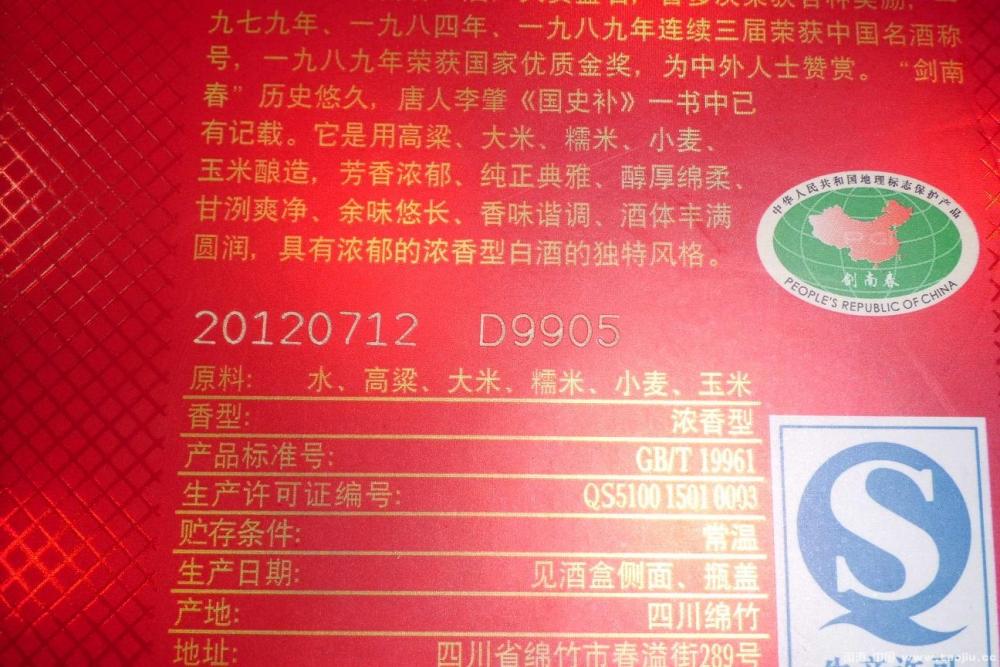 九七九年、一九八四年、一九八九年连续三届荣获中国名酒称
号，一九八九年荣获国家优质金奖，为中外人士赞赏。“剑南
春”历史悠久，唐人李肇《国史补》一书中已
有记载。它是用高粱、大米、糯米、小麦、
玉米酿造，芳香浓郁、纯正典雅、醇厚绵柔、
甘洌爽净、余味悠长、香味谐调、酒体丰满
圆润，具有浓郁的浓香型白酒的独特风格。
中华人民共和国地理标志保护产品
PGI
剑南春
PEOPLE'S REPUBLIC OF CHINA
20120712 D9905
原料: 水、高粱、大米、糯米、小麦、玉米
香型: 浓香型
产品标准号: GB/T 19961
生产许可证编号: QS5100 1501 0093
贮存条件: 常温
生产日期: 见酒盒侧面、瓶盖
产地: 四川绵竹
地址: 四川省绵竹市春溢街289号
S
www.taojiu.cc